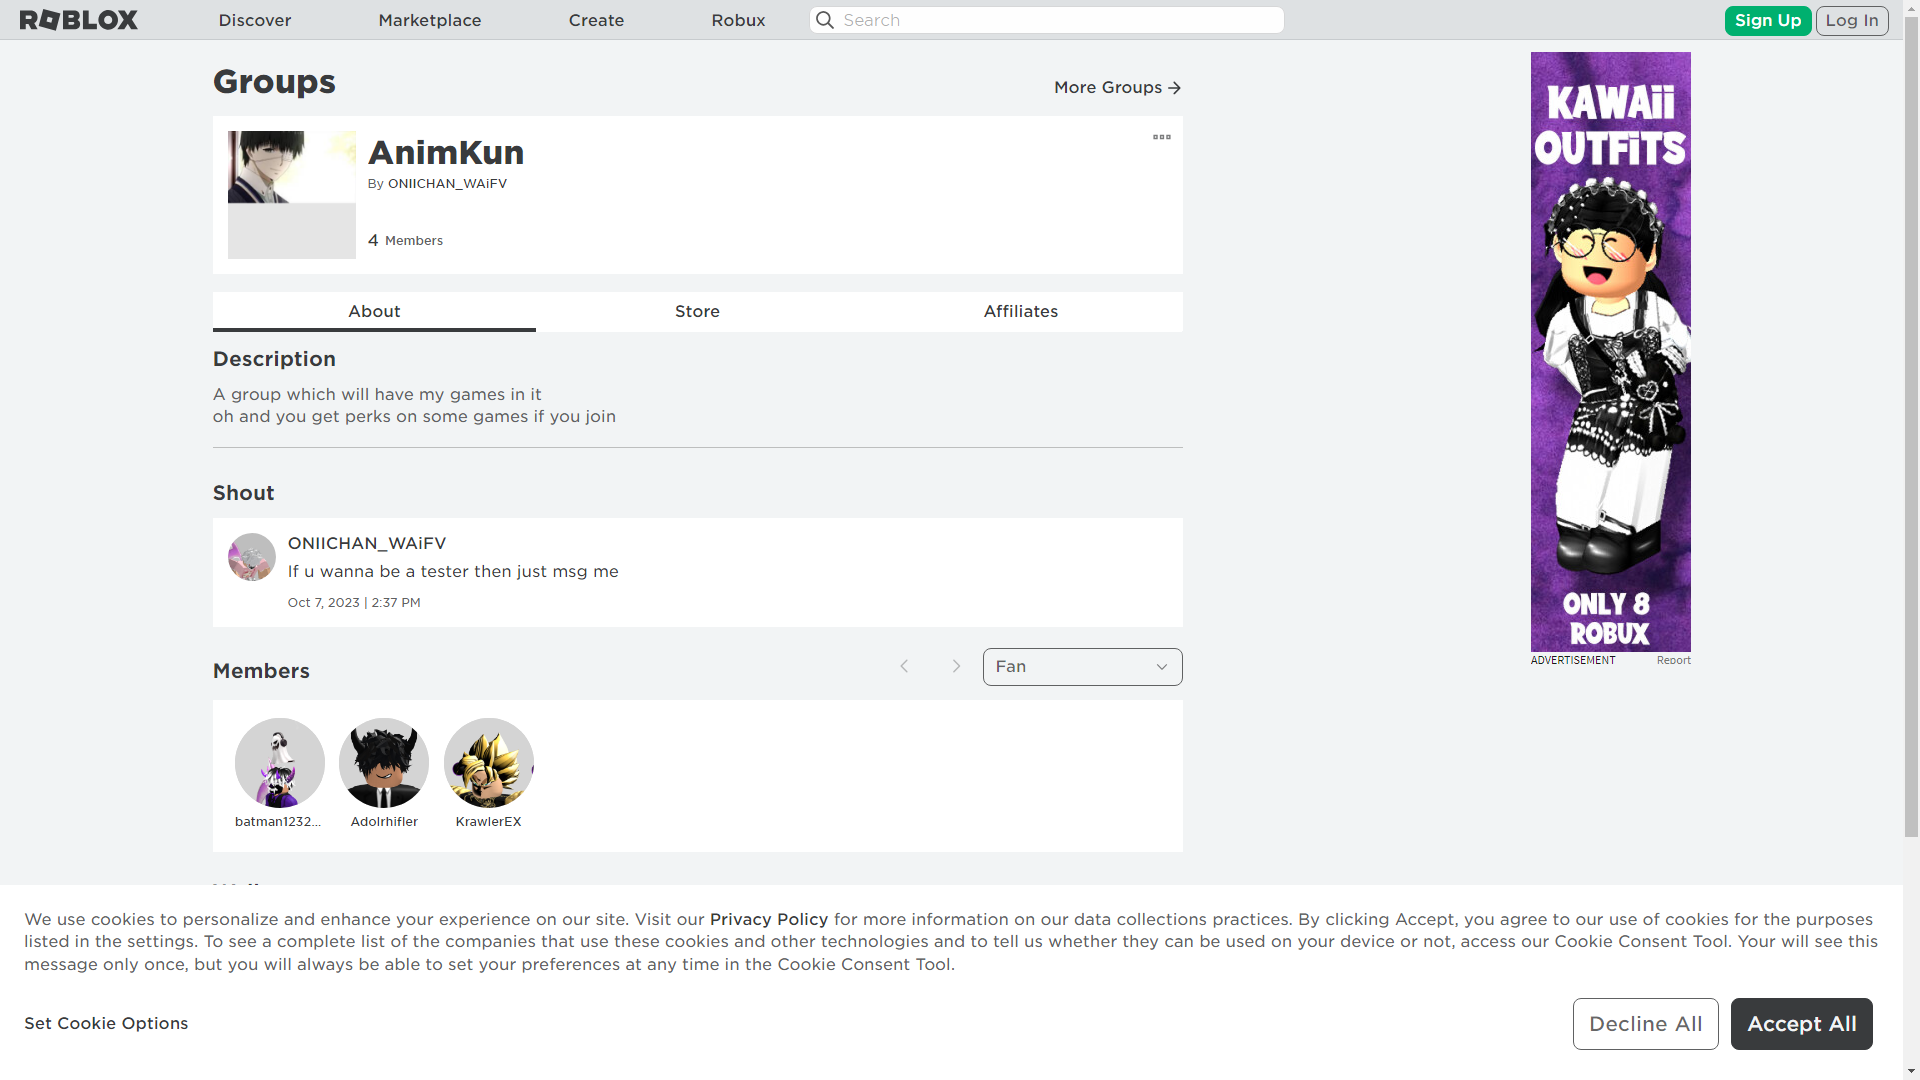 ROBLOX
Discover
Marketplace
Create
Robux
Search
Sign Up
Log In
Groups
More Groups
AnimKun
By ONIICHAN_WAiFV
4 Members
About
Store
Affiliates
Description
A group which will have my games in it
oh and you get perks on some games if you join
Shout
ONIICHAN_WAiFV
If u wanna be a tester then just msg me
Oct 7, 2023 | 2:37 PM
Members
Fan
batman1232...
Adolrhifler
KrawlerEX
KAWAii
OUTFiTS
ONLY 8
ROBUX
ADVERTISEMENT
Report
We use cookies to personalize and enhance your experience on our site. Visit our Privacy Policy for more information on our data collections practices. By clicking Accept, you agree to our use of cookies for the purposes
listed in the settings. To see a complete list of the companies that use these cookies and other technologies and to tell us whether they can be used on your device or not, access our Cookie Consent Tool. Your will see this
message only once, but you will always be able to set your preferences at any time in the Cookie Consent Tool.
Set Cookie Options
Decline All
Accept All